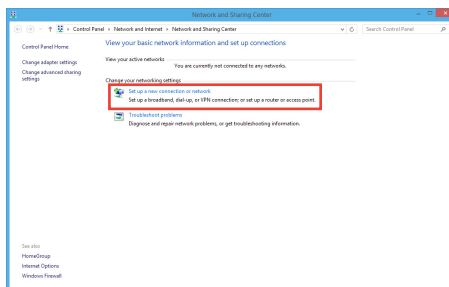 Network and Sharing Center
Control Panel › Network and Internet › Network and Sharing Center
Search Control Panel
Control Panel Home
Change adapter settings
Change advanced sharing
settings
View your basic network information and set up connections
View your active networks
You are currently not connected to any networks.
Change your networking settings
Set up a new connection or network
Set up a broadband, dial-up, or VPN connection; or set up a router or access point.
Troubleshoot problems
Diagnose and repair network problems, or get troubleshooting information.
See also
HomeGroup
Internet Options
Windows Firewall